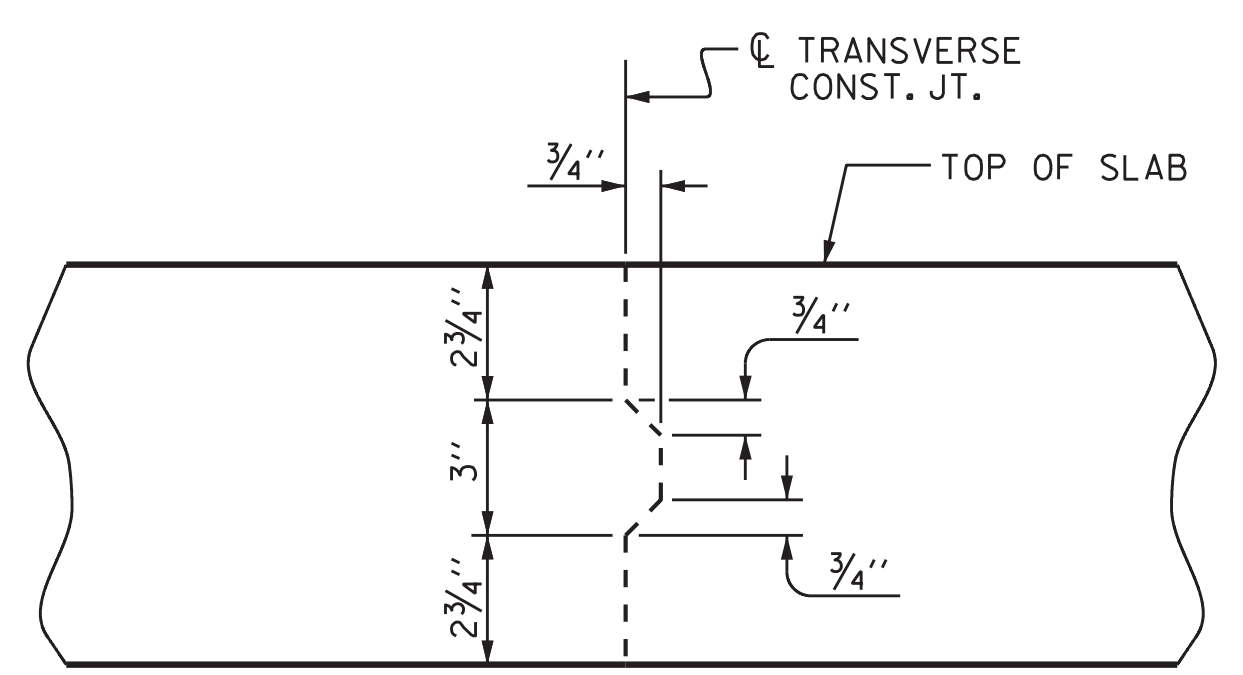 ℄ TRANSVERSE
CONST. JT.
3/4"
TOP OF SLAB
2 3/4"
3/4"
3"
3/4"
2 3/4"